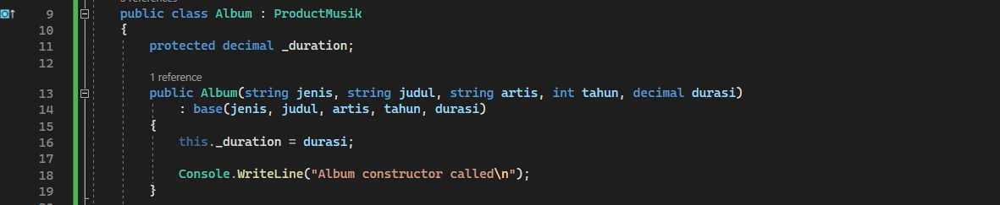 9 public class Album : ProductMusik
10 {
11 protected decimal _duration;
12
1 reference
13 public Album(string jenis, string judul, string artis, int tahun, decimal durasi)
14 : base(jenis, judul, artis, tahun, durasi)
15 {
16 this._duration = durasi;
17
18 Console.WriteLine("Album constructor called\n");
19 }